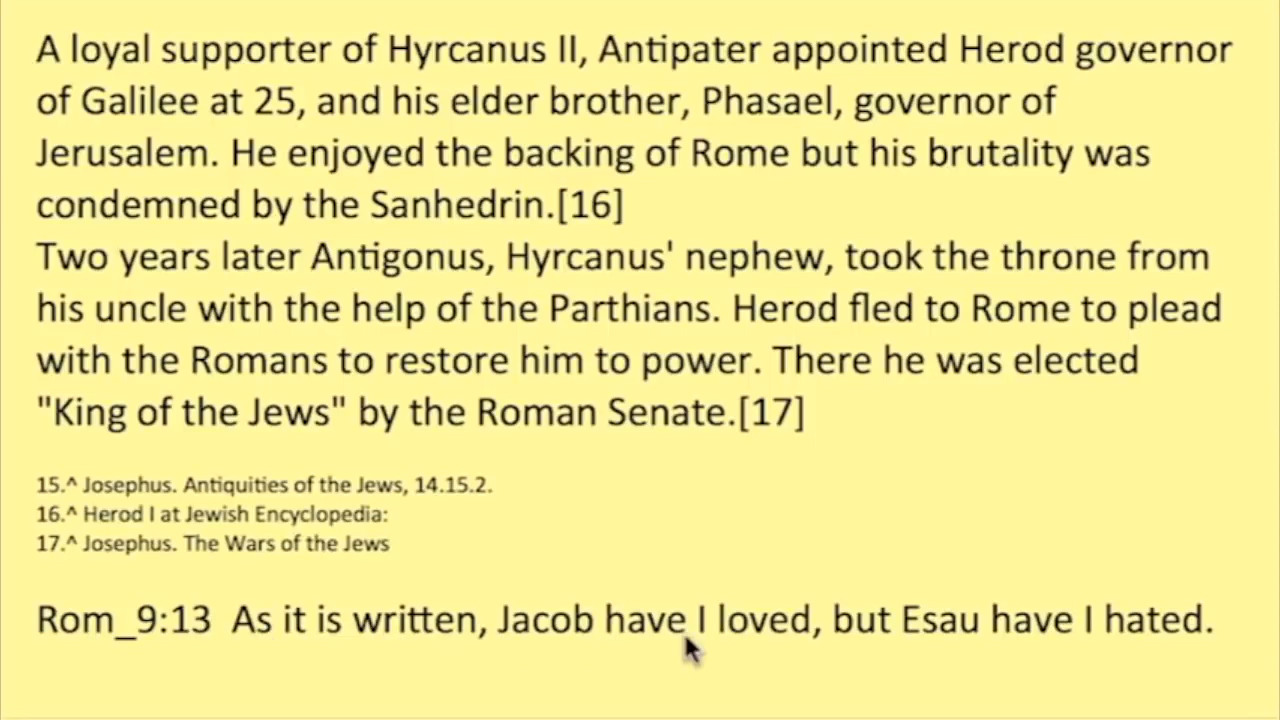 A loyal supporter of Hyrcanus II, Antipater appointed Herod governor
of Galilee at 25, and his elder brother, Phasael, governor of
Jerusalem. He enjoyed the backing of Rome but his brutality was
condemned by the Sanhedrin.[16]
Two years later Antigonus, Hyrcanus' nephew, took the throne from
his uncle with the help of the Parthians. Herod fled to Rome to plead
with the Romans to restore him to power. There he was elected
"King of the Jews" by the Roman Senate.[17]
15.^ Josephus. Antiquities of the Jews, 14.15.2.
16.^ Herod I at Jewish Encyclopedia:
17.^ Josephus. The Wars of the Jews
Rom_9:13  As it is written, Jacob have I loved, but Esau have I hated.